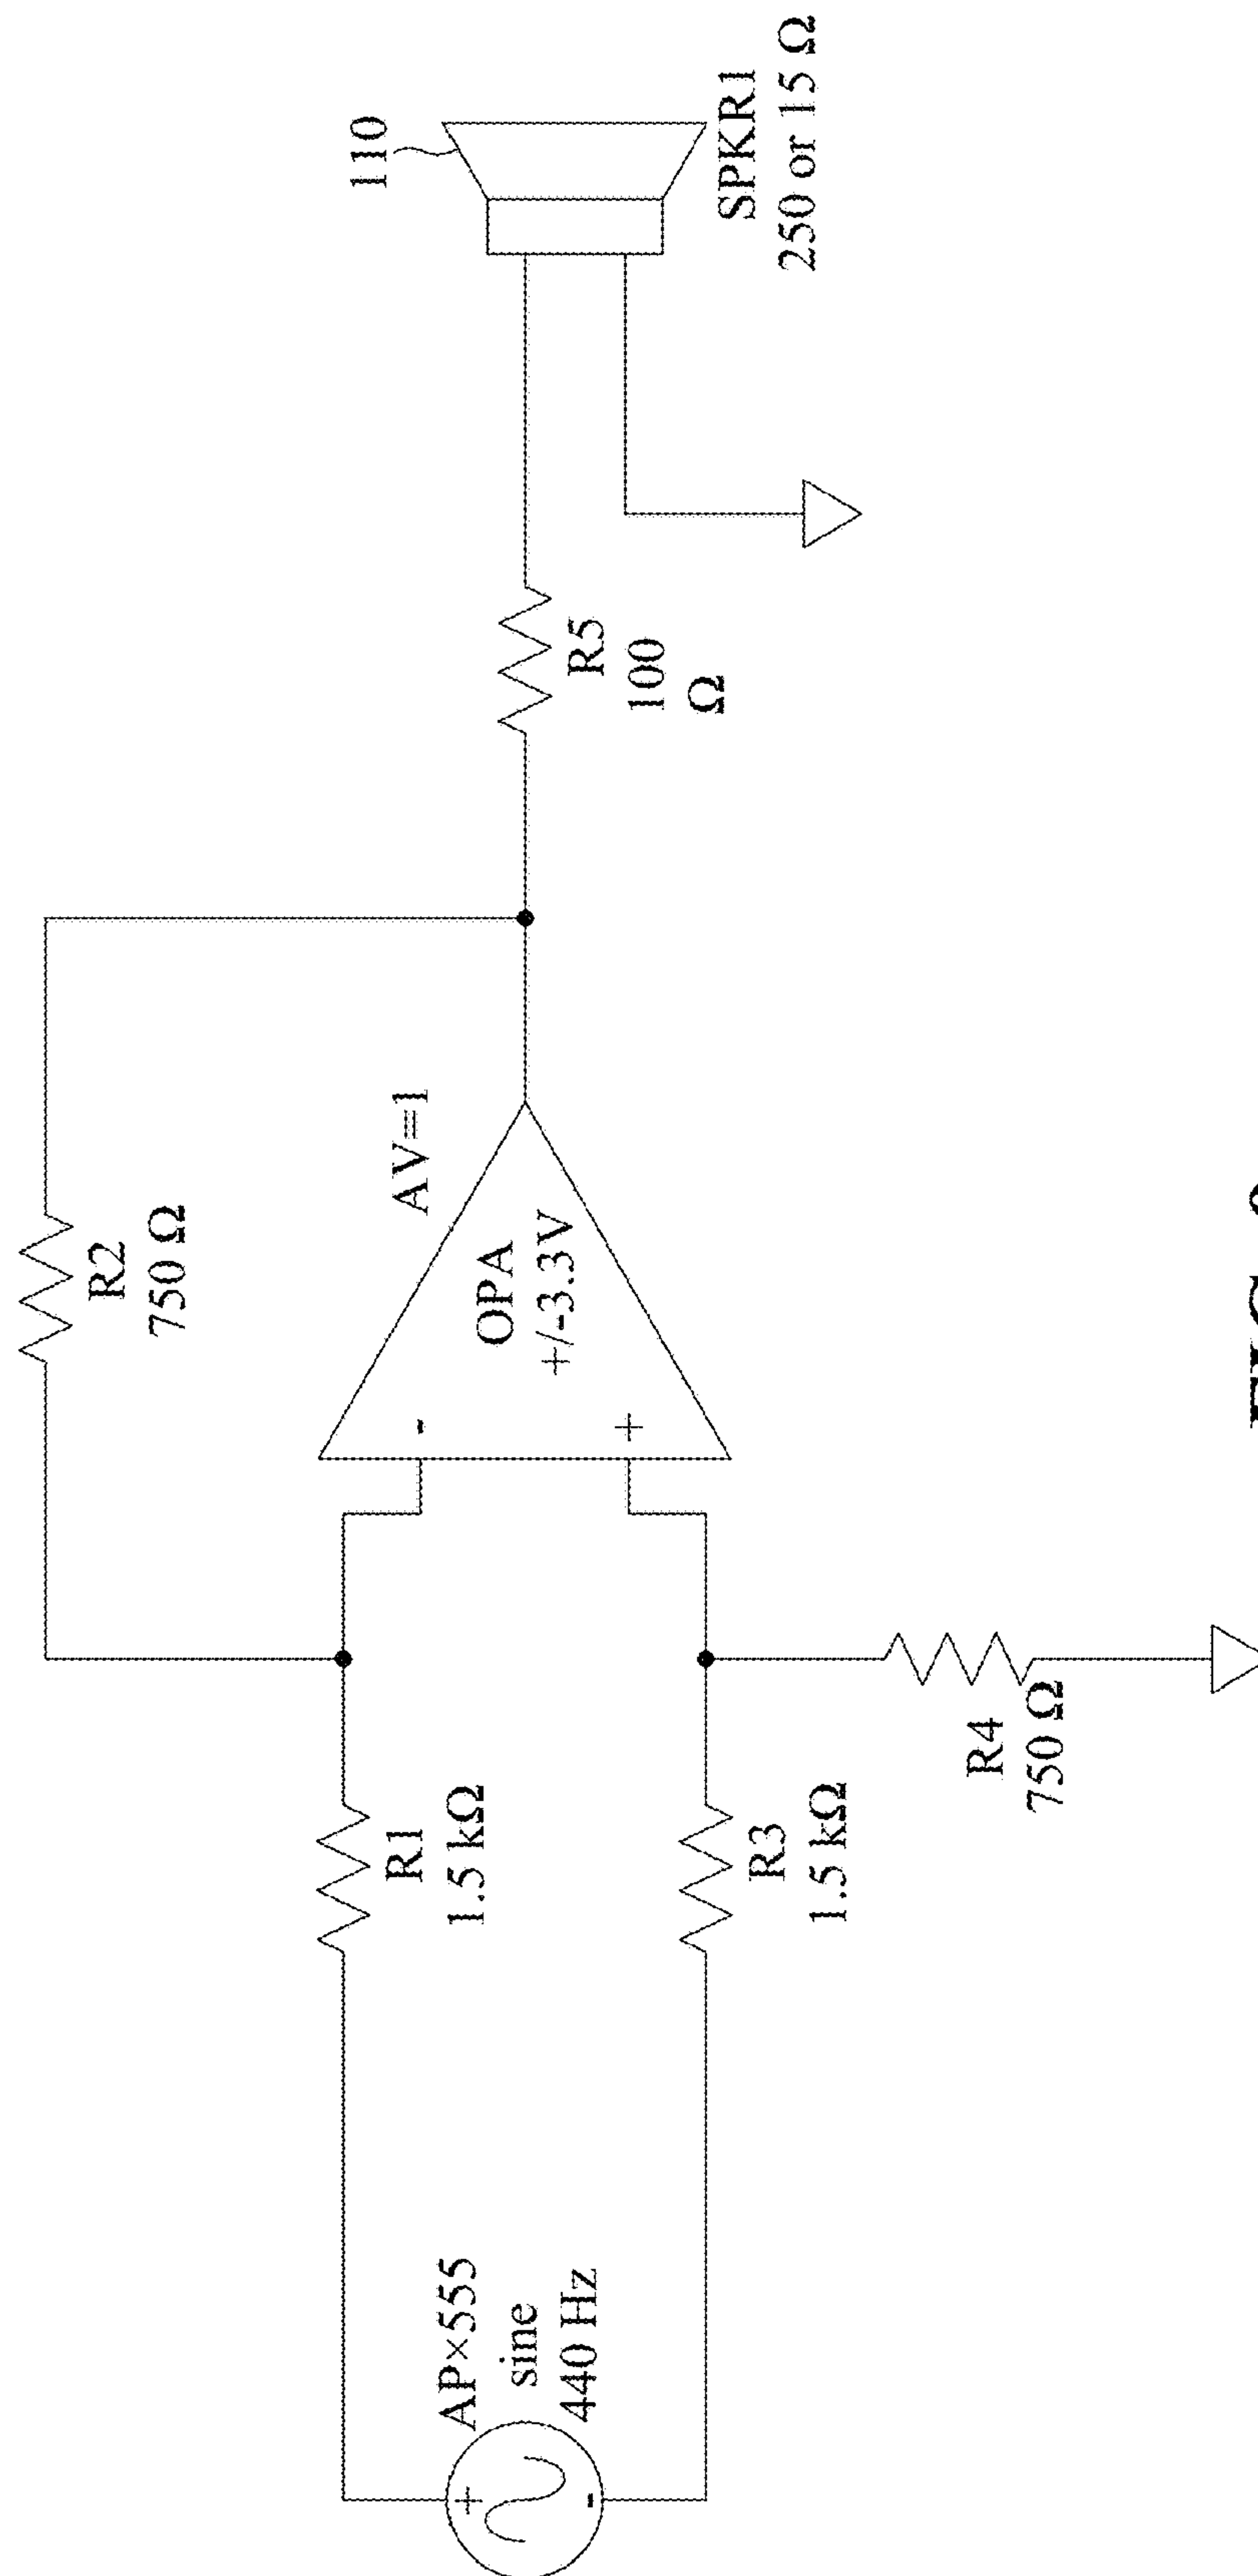 AP×555
sine
440 Hz
+
-
R1
1.5 kΩ
R3
1.5 kΩ
R4
750 Ω
R2
750 Ω
-
+
OPA
+/-3.3V
AV=1
R5
100
Ω
110
SPKR1
250 or 15 Ω